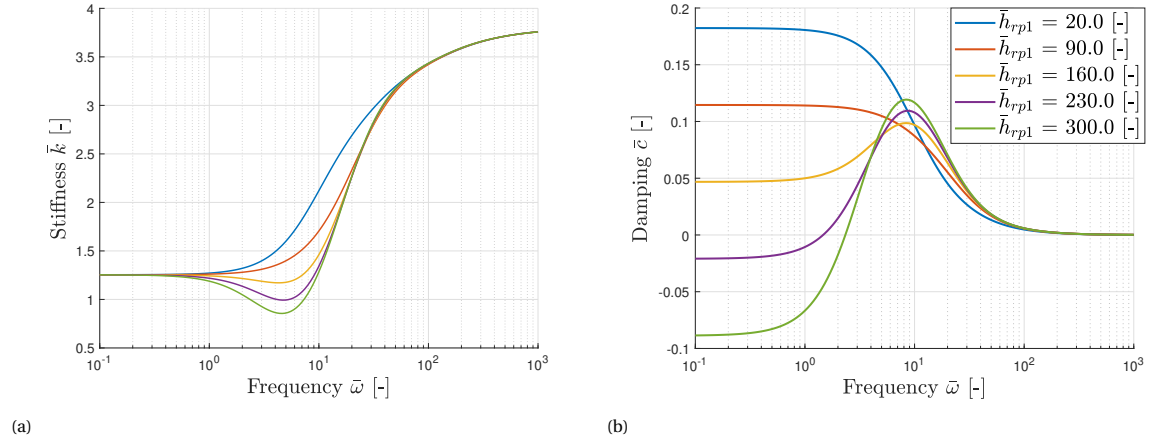 4
3.5
3
2.5
2
1.5
1
0.5
Stiffness k̄ [-]
10⁻¹ 10⁰ 10¹ 10² 10³
Frequency ω̄ [-]
(a)
0.2
0.15
0.1
0.05
0
-0.05
-0.1
Damping c̄ [-]
10⁻¹ 10⁰ 10¹ 10² 10³
Frequency ω̄ [-]
h̄rp1 = 20.0 [-]
h̄rp1 = 90.0 [-]
h̄rp1 = 160.0 [-]
h̄rp1 = 230.0 [-]
h̄rp1 = 300.0 [-]
(b)